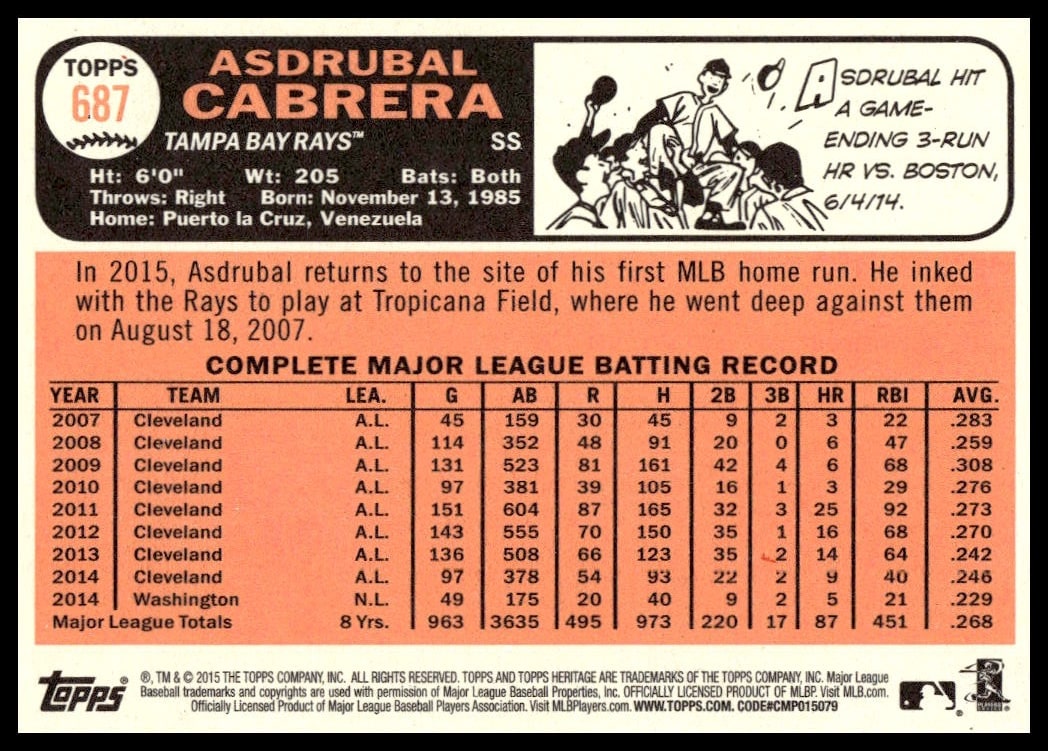 TOPPS
687
ASDRUBAL
CABRERA
TAMPA BAY RAYS™ SS
Ht: 6'0" Wt: 205 Bats: Both
Throws: Right Born: November 13, 1985
Home: Puerto la Cruz, Venezuela
ASDRUBAL HIT
A GAME-
ENDING 3-RUN
HR VS. BOSTON,
6/4/14.
In 2015, Asdrubal returns to the site of his first MLB home run. He inked
with the Rays to play at Tropicana Field, where he went deep against them
on August 18, 2007.
COMPLETE MAJOR LEAGUE BATTING RECORD
YEAR TEAM LEA. G AB R H 2B 3B HR RBI AVG.
2007 Cleveland A.L. 45 159 30 45 9 2 3 22 .283
2008 Cleveland A.L. 114 352 48 91 20 0 6 47 .259
2009 Cleveland A.L. 131 523 81 161 42 4 6 68 .308
2010 Cleveland A.L. 97 381 39 105 16 1 3 29 .276
2011 Cleveland A.L. 151 604 87 165 32 3 25 92 .273
2012 Cleveland A.L. 143 555 70 150 35 1 16 68 .270
2013 Cleveland A.L. 136 508 66 123 35 2 14 64 .242
2014 Cleveland A.L. 97 378 54 93 22 2 9 40 .246
2014 Washington N.L. 49 175 20 40 9 2 5 21 .229
Major League Totals 8 Yrs. 963 3635 495 973 220 17 87 451 .268
Topps®
®, TM & © 2015 THE TOPPS COMPANY, INC. ALL RIGHTS RESERVED. TOPPS AND TOPPS HERITAGE ARE TRADEMARKS OF THE TOPPS COMPANY, INC. Major League
Baseball trademarks and copyrights are used with permission of Major League Baseball Properties, Inc. OFFICIALLY LICENSED PRODUCT OF MLBP. Visit MLB.com.
Officially Licensed Product of Major League Baseball Players Association. Visit MLBPlayers.com. WWW.TOPPS.COM. CODE#CMP015079